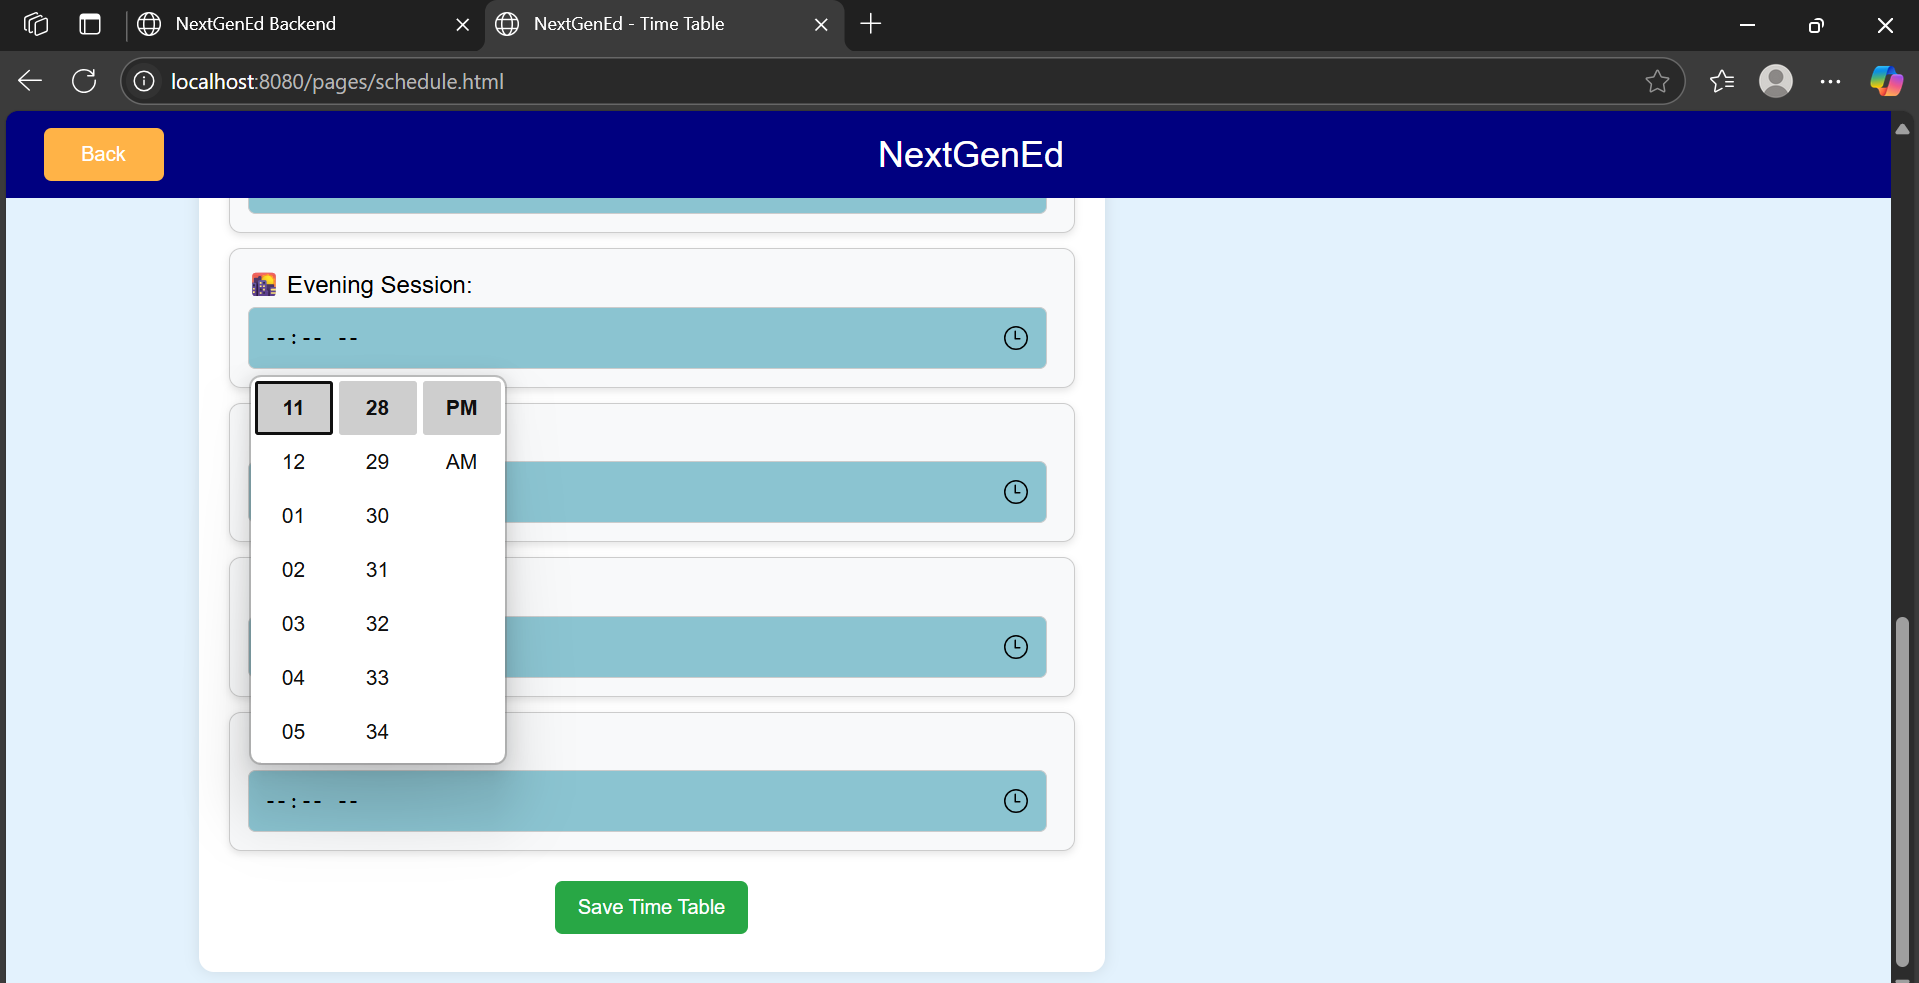 NextGenEd Backend
NextGenEd - Time Table
localhost:8080/pages/schedule.html
Back
NextGenEd
Evening Session:
--:-- --
11 28 PM
12 29 AM
01 30
02 31
03 32
04 33
05 34
--:-- --
Save Time Table